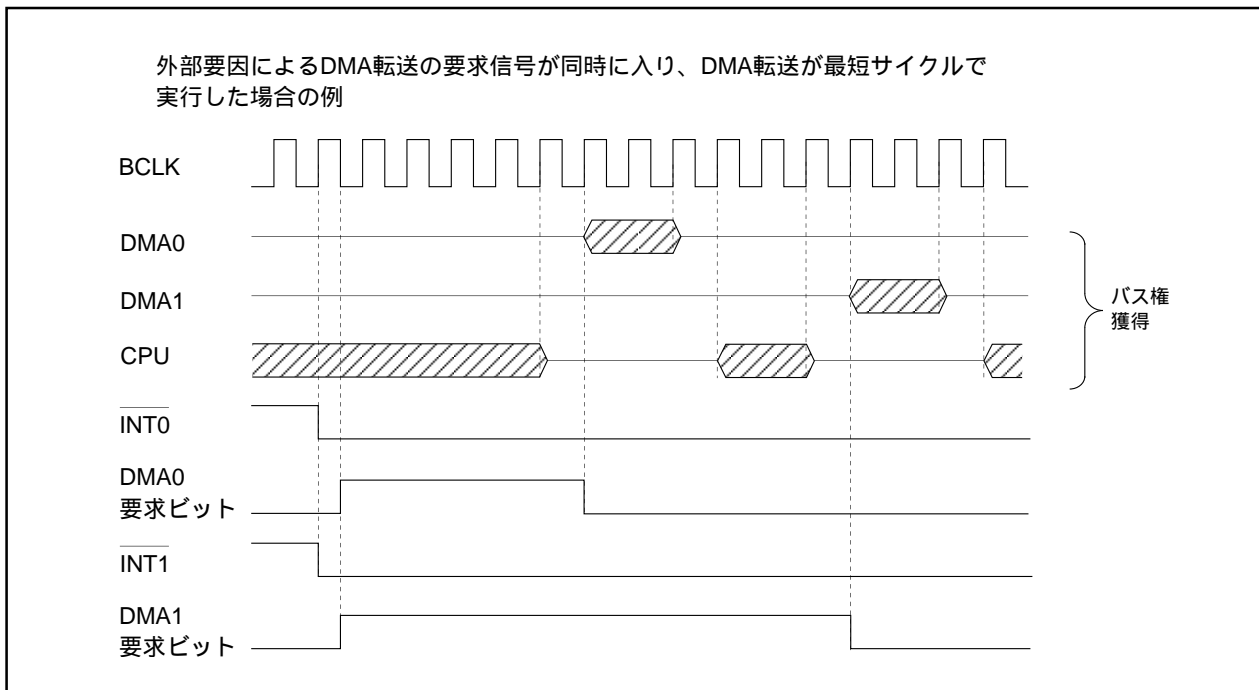 外部要因によるDMA転送の要求信号が同時に入り、DMA転送が最短サイクルで
実行した場合の例
BCLK
DMA0
DMA1
CPU
バス権
獲得
INT0
DMA0
要求ビット
INT1
DMA1
要求ビット